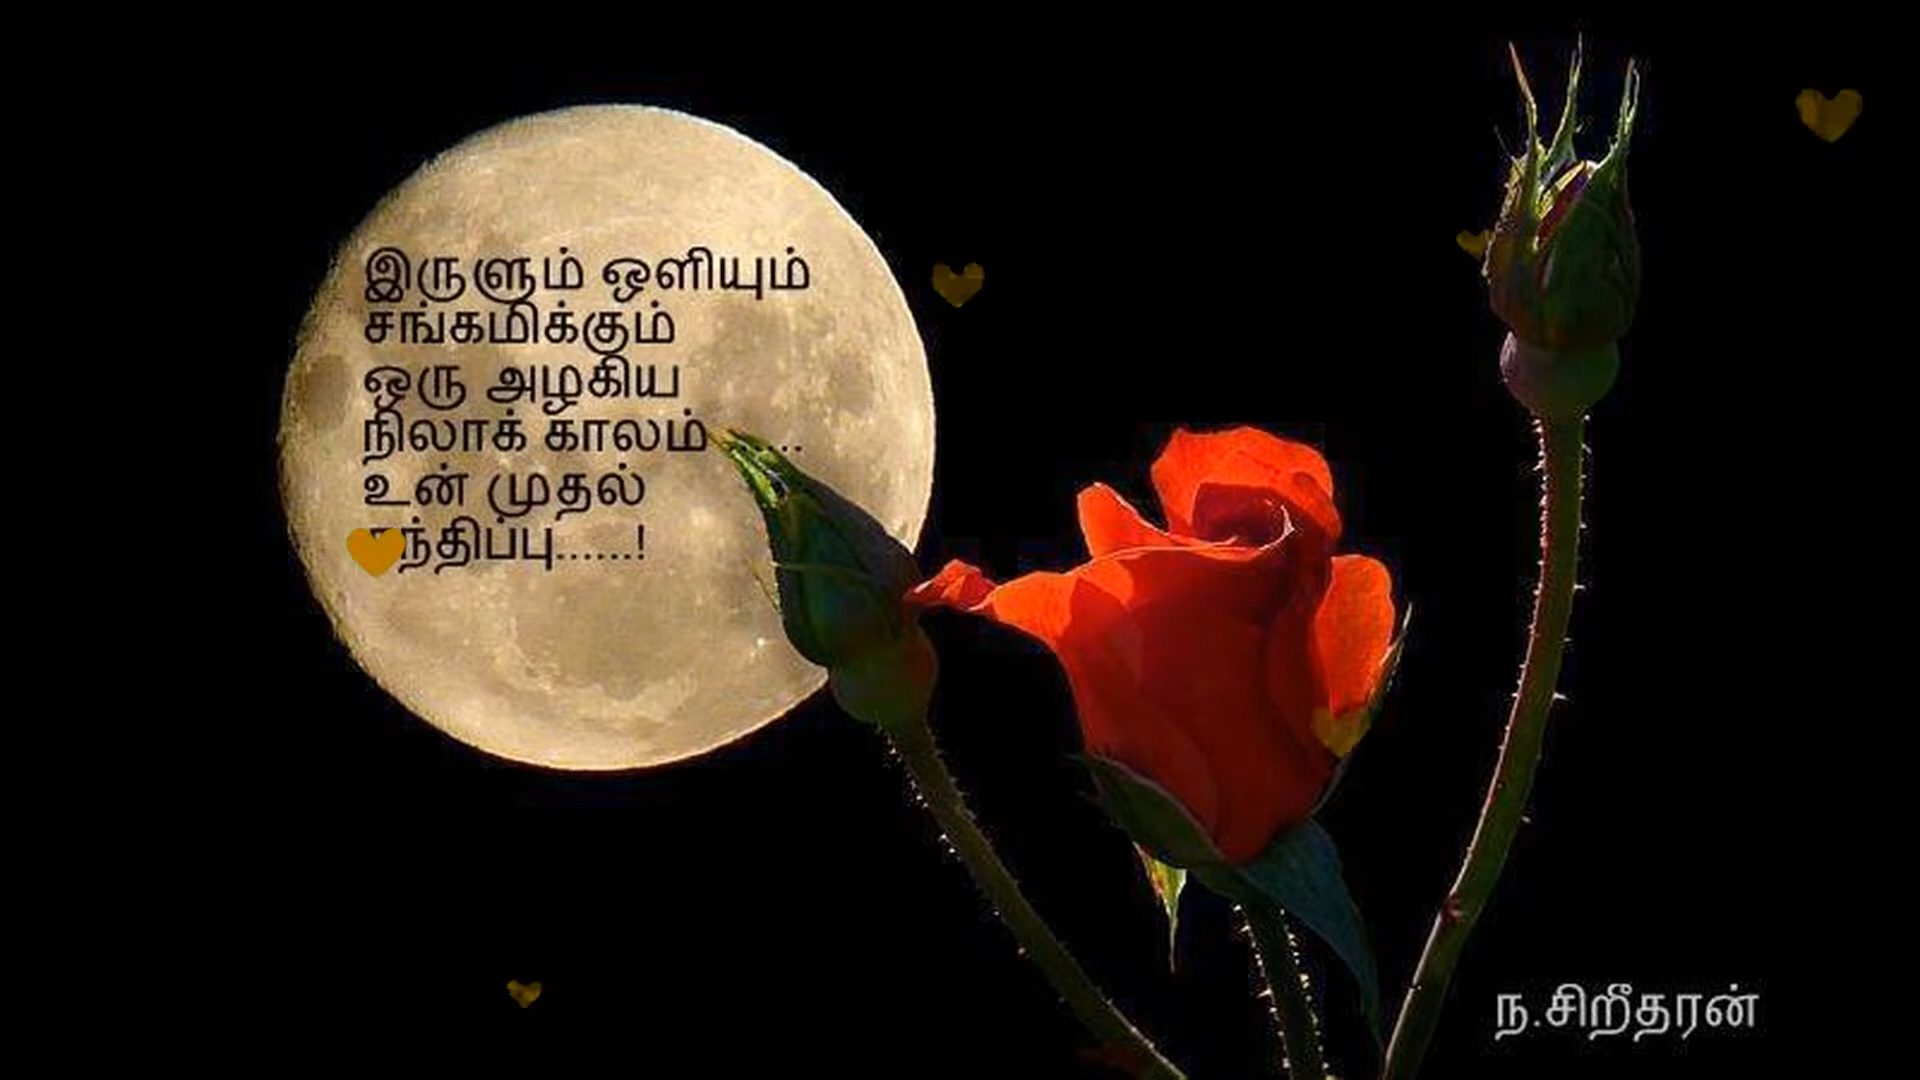 இருளும் ஒளியும்
சங்கமிக்கும்
ஒரு அழகிய
நிலாக் காலம் ....
உன் முதல்
ந.சிறீதரன்